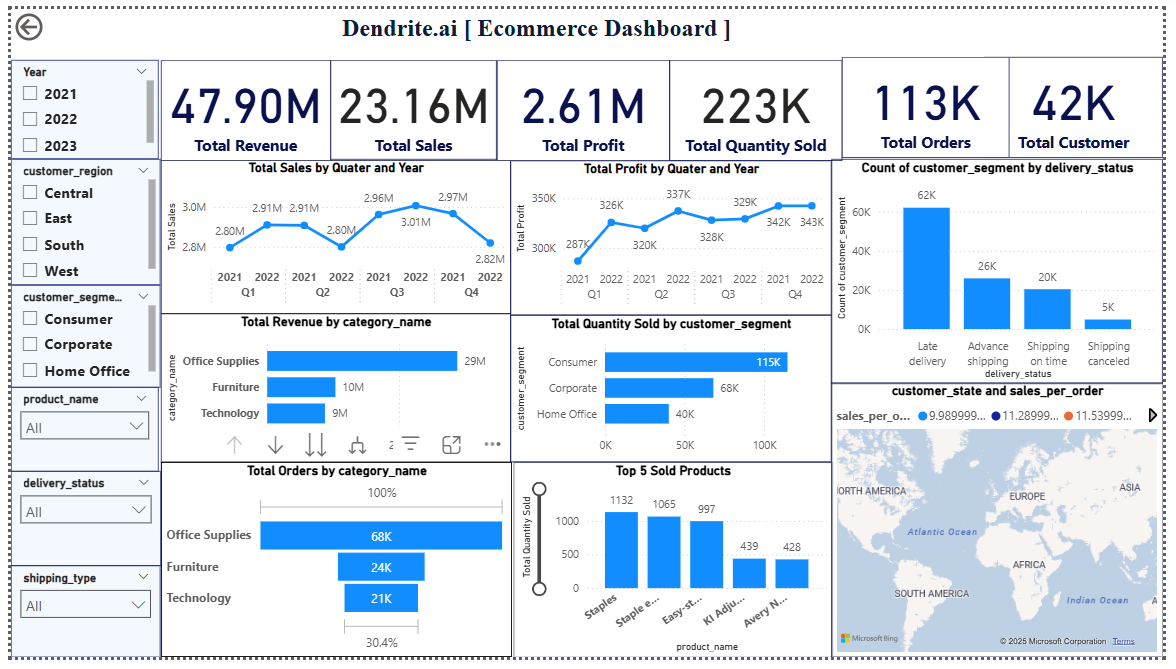 Dendrite.ai [ Ecommerce Dashboard ]
Year
2021
2022
2023
customer_region
Central
East
South
West
customer_segme...
Consumer
Corporate
Home Office
product_name
All
delivery_status
All
shipping_type
All
47.90M
Total Revenue
23.16M
Total Sales
2.61M
Total Profit
223K
Total Quantity Sold
113K
Total Orders
42K
Total Customer
Total Sales by Quater and Year
Total Sales
3.0M
2.8M
2.80M
2.91M
2.91M
2.80M
2.96M
3.01M
2.97M
2.82M
2021 2022 2021 2022 2021 2022 2021 2022
Q1 Q2 Q3 Q4
Total Profit by Quater and Year
Total Profit
350K
300K
287K
326K
320K
337K
328K
329K
342K
343K
2021 2022 2021 2022 2021 2022 2021 2022
Q1 Q2 Q3 Q4
Count of customer_segment by delivery_status
Count of customer_segment
60K
40K
20K
0K
62K
26K
20K
5K
Late delivery
Advance shipping
Shipping on time
Shipping canceled
delivery_status
Total Revenue by category_name
category_name
Office Supplies 29M
Furniture 10M
Technology 9M
2
Total Quantity Sold by customer_segment
customer_segment
Consumer 115K
Corporate 68K
Home Office 40K
0K 50K 100K
customer_state and sales_per_order
sales_per_o... 9.989999... 11.28999... 11.53999...
NORTH AMERICA
EUROPE
ASIA
Atlantic Ocean
AFRICA
SOUTH AMERICA
Indian Ocean
A
Microsoft Bing
© 2025 Microsoft Corporation Terms
Total Orders by category_name
100%
Office Supplies 68K
Furniture 24K
Technology 21K
30.4%
Top 5 Sold Products
Total Quantity Sold
1000
500
0
1132
1065
997
439
428
Staples
Staple e...
Easy-st...
KI Adju...
Avery N...
product_name